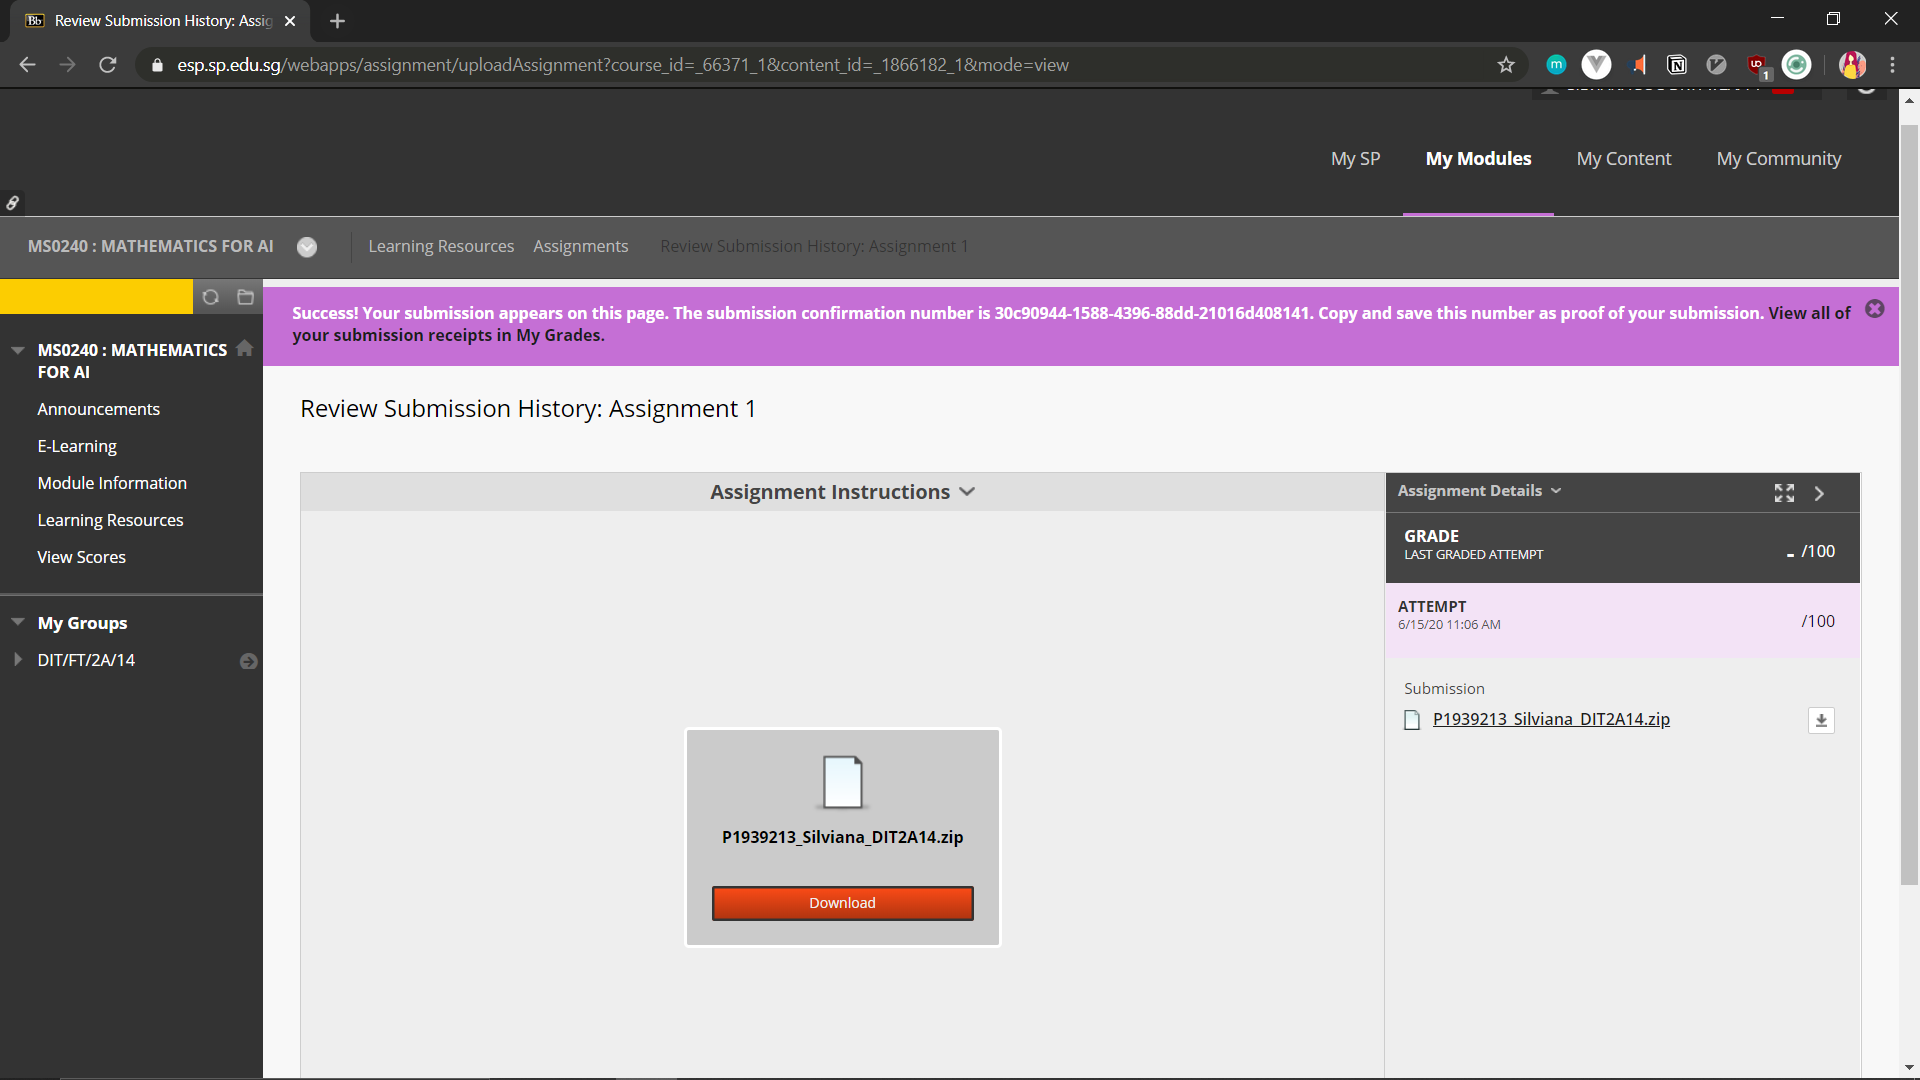 Bb Review Submission History: Assig
esp.sp.edu.sg/webapps/assignment/uploadAssignment?course_id=_66371_1&content_id=_1866182_1&mode=view
My SP
My Modules
My Content
My Community
MS0240 : MATHEMATICS FOR AI
Learning Resources
Assignments
Review Submission History: Assignment 1
Success! Your submission appears on this page. The submission confirmation number is 30c90944-1588-4396-88dd-21016d408141. Copy and save this number as proof of your submission. View all of
your submission receipts in My Grades.
MS0240 : MATHEMATICS
FOR AI
Announcements
E-Learning
Module Information
Learning Resources
View Scores
My Groups
DIT/FT/2A/14
Review Submission History: Assignment 1
Assignment Instructions
P1939213_Silviana_DIT2A14.zip
Download
Assignment Details
GRADE
LAST GRADED ATTEMPT
- /100
ATTEMPT
6/15/20 11:06 AM
/100
Submission
P1939213_Silviana_DIT2A14.zip